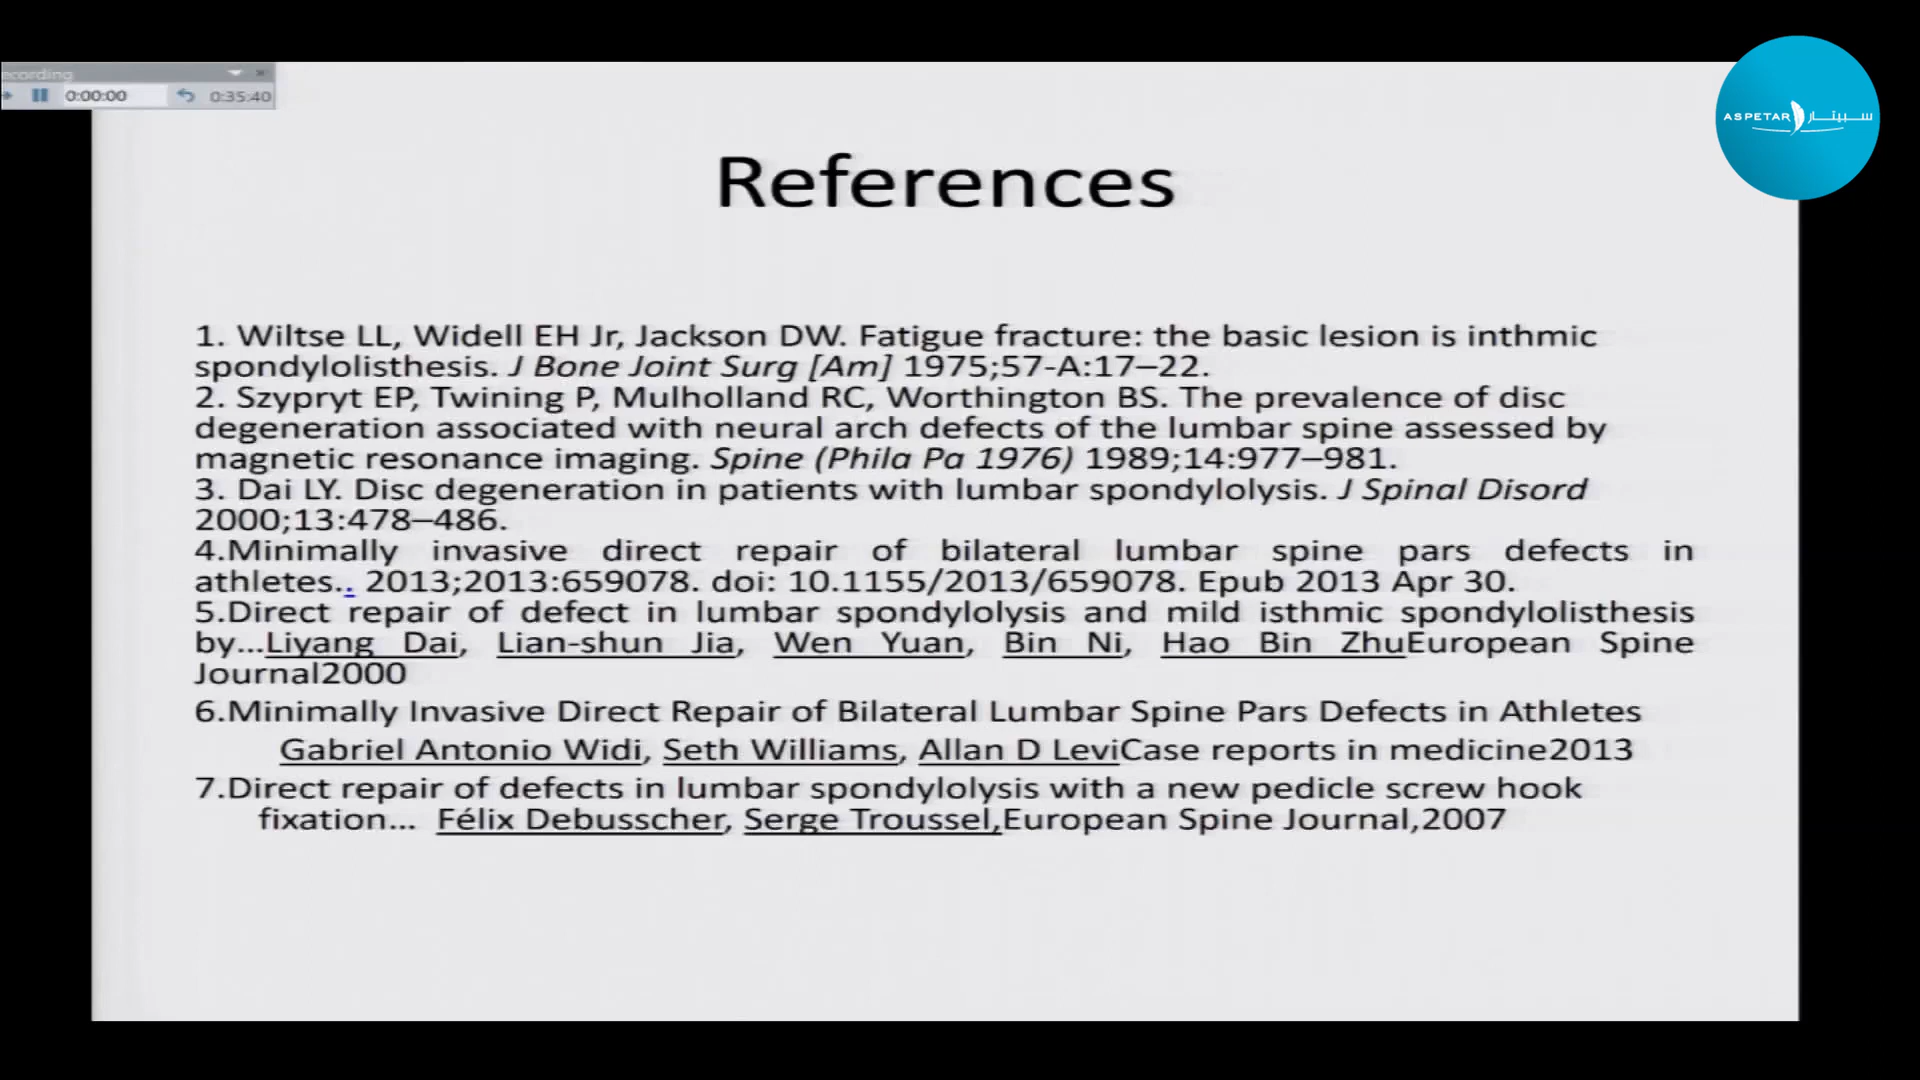 ecording
0:00:00 0:35:40
ASPETAR سبيتار
References
1. Wiltse LL, Widell EH Jr, Jackson DW. Fatigue fracture: the basic lesion is inthmic
spondylolisthesis. J Bone Joint Surg [Am] 1975;57-A:17–22.
2. Szypryt EP, Twining P, Mulholland RC, Worthington BS. The prevalence of disc
degeneration associated with neural arch defects of the lumbar spine assessed by
magnetic resonance imaging. Spine (Phila Pa 1976) 1989;14:977–981.
3. Dai LY. Disc degeneration in patients with lumbar spondylolysis. J Spinal Disord
2000;13:478–486.
4.Minimally invasive direct repair of bilateral lumbar spine pars defects in
athletes.. 2013;2013:659078. doi: 10.1155/2013/659078. Epub 2013 Apr 30.
5.Direct repair of defect in lumbar spondylolysis and mild isthmic spondylolisthesis
by...Liyang Dai, Lian-shun Jia, Wen Yuan, Bin Ni, Hao Bin ZhuEuropean Spine
Journal2000
6.Minimally Invasive Direct Repair of Bilateral Lumbar Spine Pars Defects in Athletes
Gabriel Antonio Widi, Seth Williams, Allan D LeviCase reports in medicine2013
7.Direct repair of defects in lumbar spondylolysis with a new pedicle screw hook
fixation... Félix Debusscher, Serge Troussel,European Spine Journal,2007